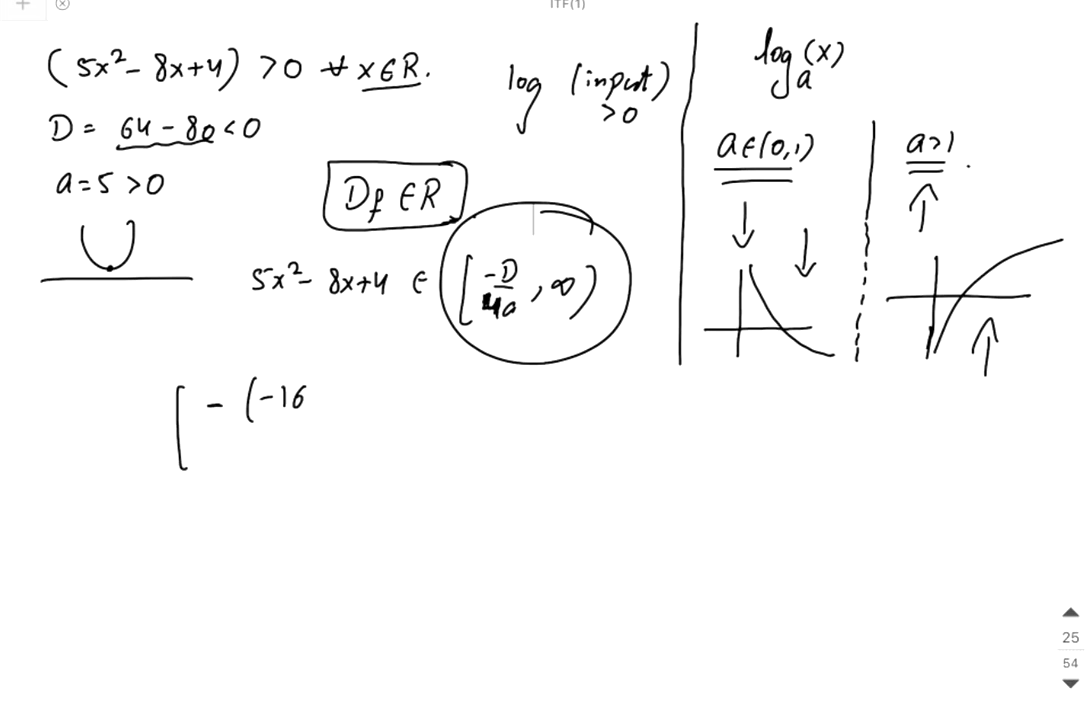 ITF(1)
(5x²- 8x+4) >0 ∀ x∈R.
D = 64-80<0
a=5 >0
Df ∈R
5x²- 8x+4 ∈ [-D/4a, ∞)
[ - (-16
log (input)
>0
log a (x)
a∈(0,1)
a>1.
25
54